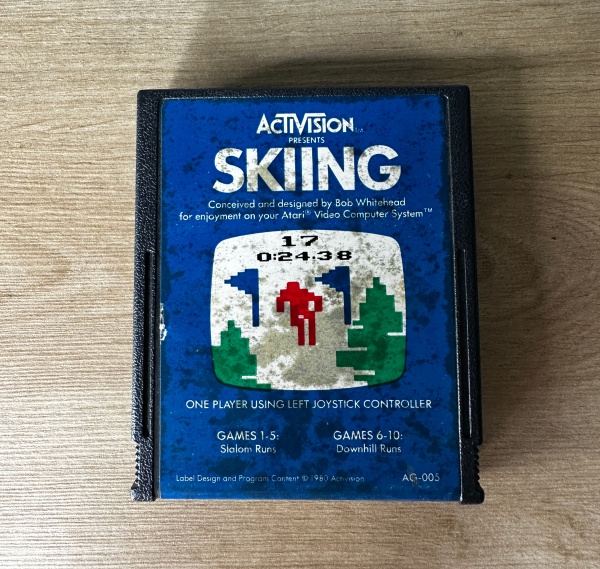 ACTIVISION TM
PRESENTS
SKIING
Conceived and designed by Bob Whitehead
for enjoyment on your Atari® Video Computer System™
17
0:24.38
ONE PLAYER USING LEFT JOYSTICK CONTROLLER
GAMES 1-5:
Slalom Runs
GAMES 6-10:
Downhill Runs
Label Design and Program Content © 1980 Activision
AG-005